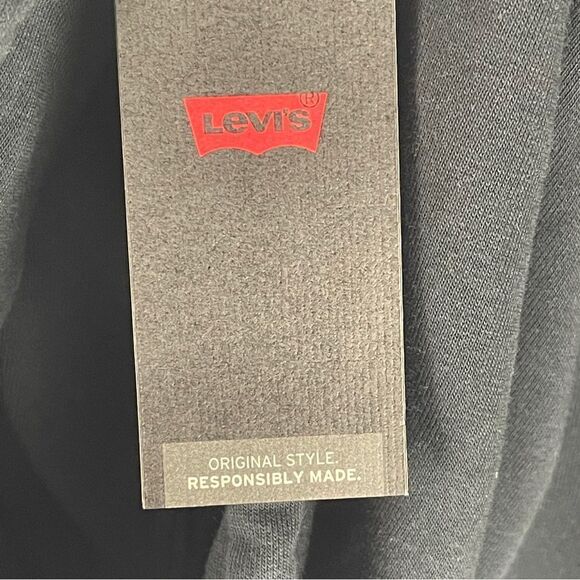 Levi's®
ORIGINAL STYLE.
RESPONSIBLY MADE.